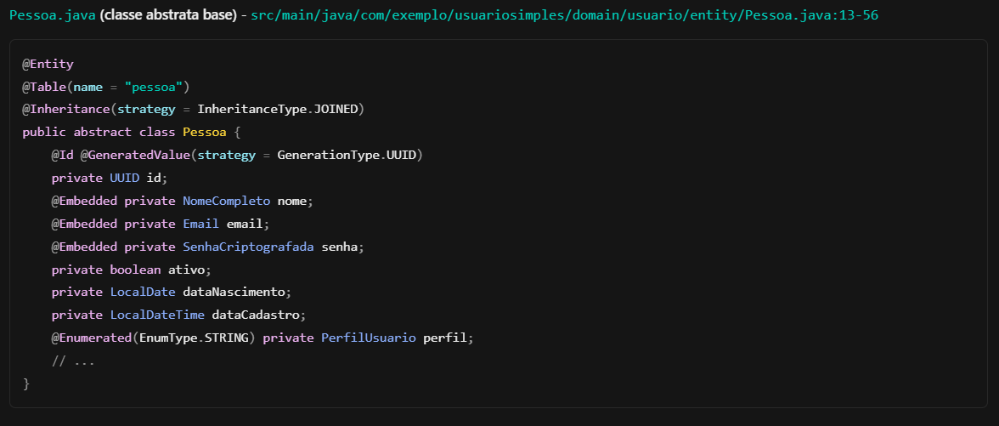 Pessoa.java (classe abstrata base) - src/main/java/com/exemplo/usuariosimples/domain/usuario/entity/Pessoa.java:13-56
@Entity
@Table(name = "pessoa")
@Inheritance(strategy = InheritanceType.JOINED)
public abstract class Pessoa {
    @Id @GeneratedValue(strategy = GenerationType.UUID)
    private UUID id;
    @Embedded private NomeCompleto nome;
    @Embedded private Email email;
    @Embedded private SenhaCriptografada senha;
    private boolean ativo;
    private LocalDate dataNascimento;
    private LocalDateTime dataCadastro;
    @Enumerated(EnumType.STRING) private PerfilUsuario perfil;
    // ...
}